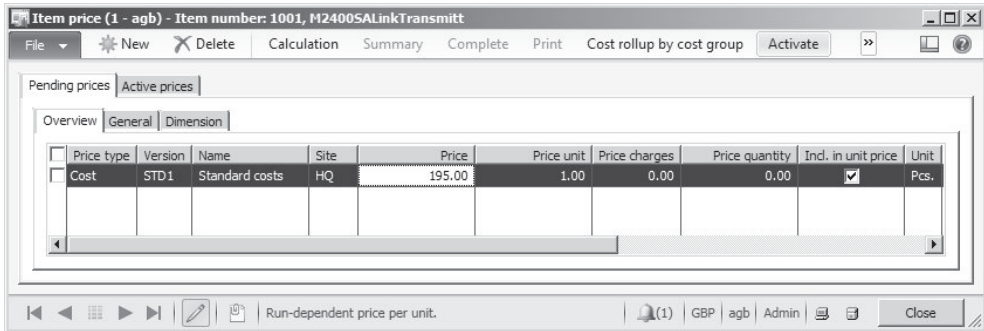 Item price (1 - agb) - Item number: 1001, M2400SALinkTransmitt
File New Delete Calculation Summary Complete Print Cost rollup by cost group Activate »
Pending prices Active prices
Overview General Dimension
Price type Version Name Site Price Price unit Price charges Price quantity Incl. in unit price Unit
Cost STD1 Standard costs HQ 195.00 1.00 0.00 0.00 Pcs.
Run-dependent price per unit. (1) GBP agb Admin Close